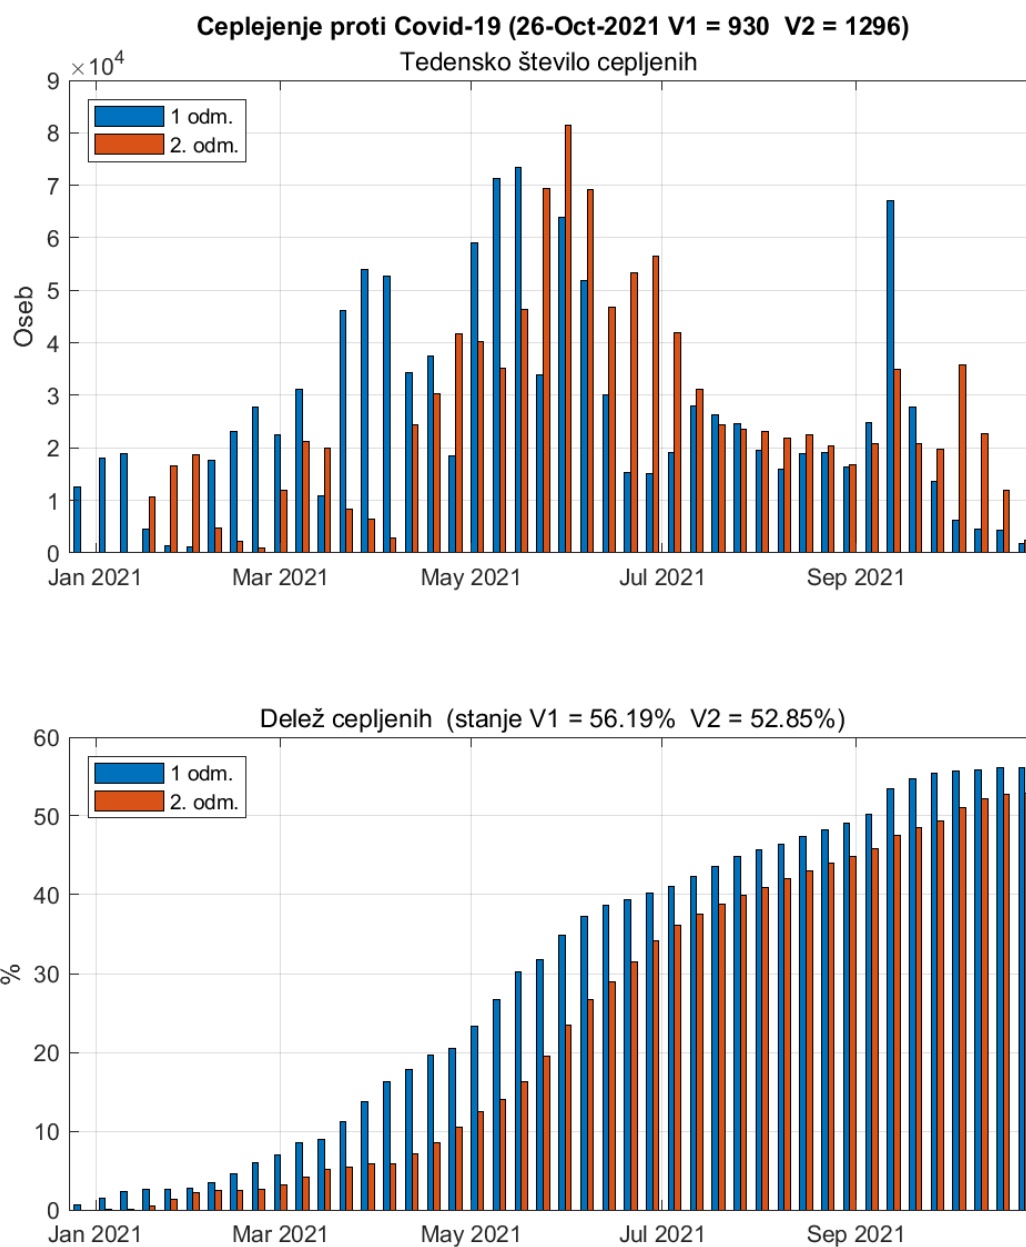 Ceplejenje proti Covid-19 (26-Oct-2021 V1 = 930 V2 = 1296)
Tedensko število cepljenih
×10⁴
1 odm.
2. odm.
9
8
7
6
5
4
3
2
1
0
Oseb
Jan 2021 Mar 2021 May 2021 Jul 2021 Sep 2021
Delež cepljenih (stanje V1 = 56.19% V2 = 52.85%)
1 odm.
2. odm.
60
50
40
30
20
10
0
%
Jan 2021 Mar 2021 May 2021 Jul 2021 Sep 2021